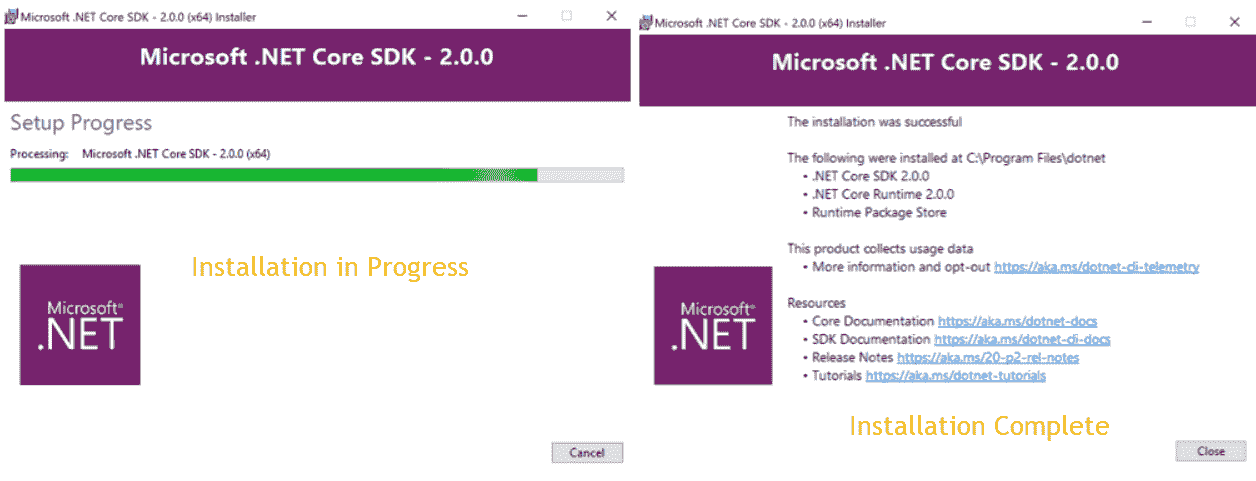 Microsoft .NET Core SDK - 2.0.0 (x64) Installer
Microsoft .NET Core SDK - 2.0.0
Setup Progress
Processing: Microsoft .NET Core SDK - 2.0.0 (x64)
Installation in Progress
Microsoft®
.NET
Cancel
Microsoft .NET Core SDK - 2.0.0 (x64) Installer
Microsoft .NET Core SDK - 2.0.0
The installation was successful
The following were installed at C:\Program Files\dotnet
• .NET Core SDK 2.0.0
• .NET Core Runtime 2.0.0
• Runtime Package Store
This product collects usage data
• More information and opt-out https://aka.ms/dotnet-cli-telemetry
Resources
• Core Documentation https://aka.ms/dotnet-docs
• SDK Documentation https://aka.ms/dotnet-cli-docs
• Release Notes https://aka.ms/20-p2-rel-notes
• Tutorials https://aka.ms/dotnet-tutorials
Microsoft®
.NET
Installation Complete
Close